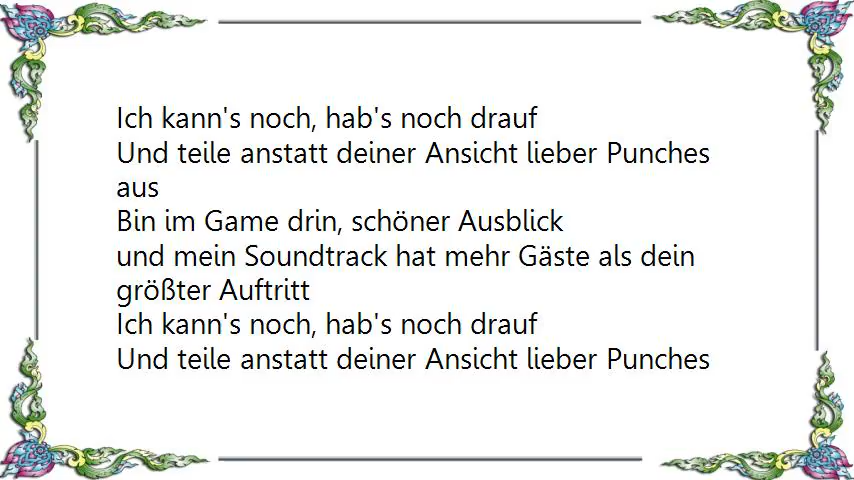 Ich kann's noch, hab's noch drauf
Und teile anstatt deiner Ansicht lieber Punches
aus
Bin im Game drin, schöner Ausblick
und mein Soundtrack hat mehr Gäste als dein
größter Auftritt
Ich kann's noch, hab's noch drauf
Und teile anstatt deiner Ansicht lieber Punches